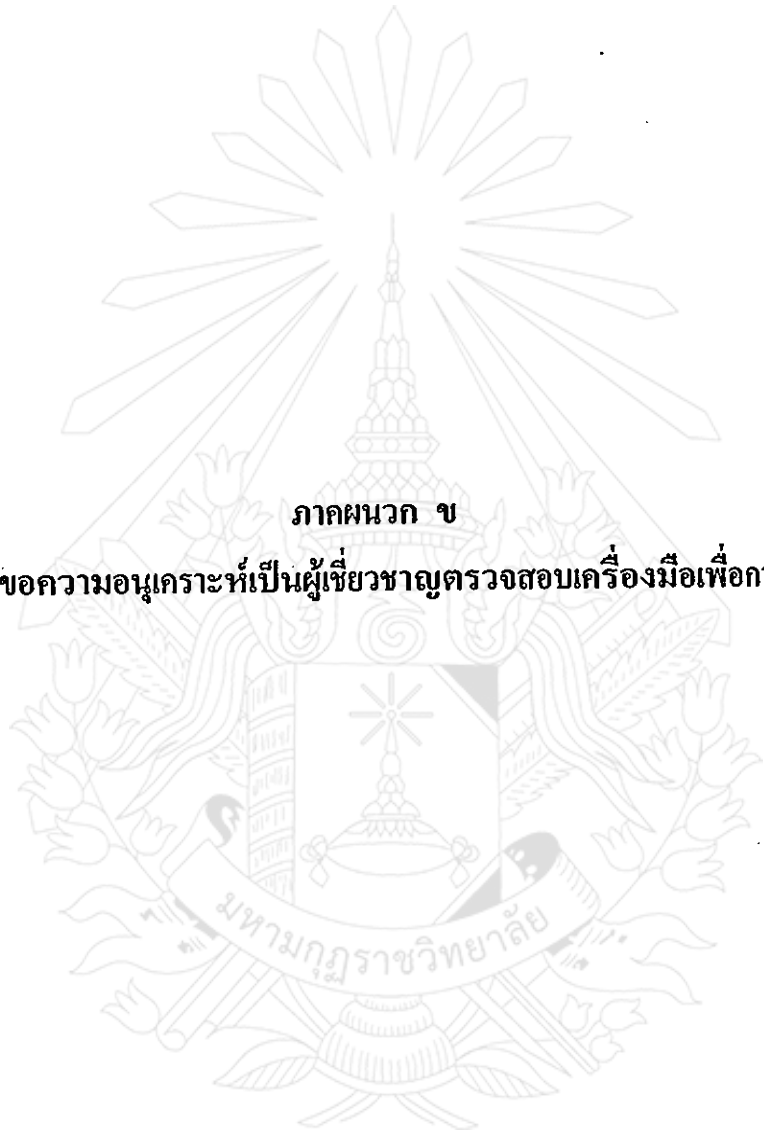 ภาคผนวก ข
ขอความอนุเคราะห์เป็นผู้เชี่ยวชาญตรวจสอบเครื่องมือเพื่อกา
มหามกุฏราชวิทยาลัย